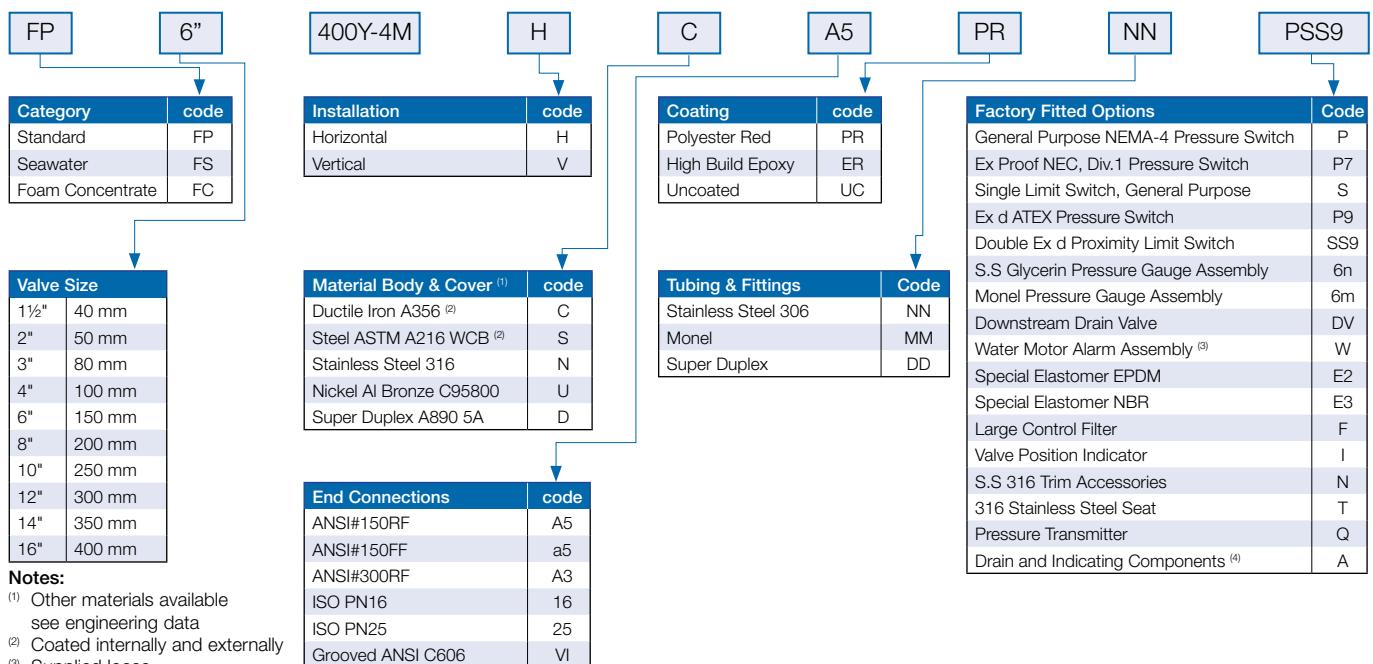 FP 6” 400Y-4M H C A5 PR NN PSS9
Category code
Standard FP
Seawater FS
Foam Concentrate FC
Valve Size
1½" 40 mm
2" 50 mm
3" 80 mm
4" 100 mm
6" 150 mm
8" 200 mm
10" 250 mm
12" 300 mm
14" 350 mm
16" 400 mm
Notes:
(1) Other materials available
see engineering data
(2) Coated internally and externally
Installation code
Horizontal H
Vertical V
Material Body & Cover (1) code
Ductile Iron A356 (2) C
Steel ASTM A216 WCB (2) S
Stainless Steel 316 N
Nickel Al Bronze C95800 U
Super Duplex A890 5A D
End Connections code
ANSI#150RF A5
ANSI#150FF a5
ANSI#300RF A3
ISO PN16 16
ISO PN25 25
Grooved ANSI C606 VI
Coating code
Polyester Red PR
High Build Epoxy ER
Uncoated UC
Tubing & Fittings Code
Stainless Steel 306 NN
Monel MM
Super Duplex DD
Factory Fitted Options Code
General Purpose NEMA-4 Pressure Switch P
Ex Proof NEC, Div.1 Pressure Switch P7
Single Limit Switch, General Purpose S
Ex d ATEX Pressure Switch P9
Double Ex d Proximity Limit Switch SS9
S.S Glycerin Pressure Gauge Assembly 6n
Monel Pressure Gauge Assembly 6m
Downstream Drain Valve DV
Water Motor Alarm Assembly (3) W
Special Elastomer EPDM E2
Special Elastomer NBR E3
Large Control Filter F
Valve Position Indicator I
S.S 316 Trim Accessories N
316 Stainless Steel Seat T
Pressure Transmitter Q
Drain and Indicating Components (4) A